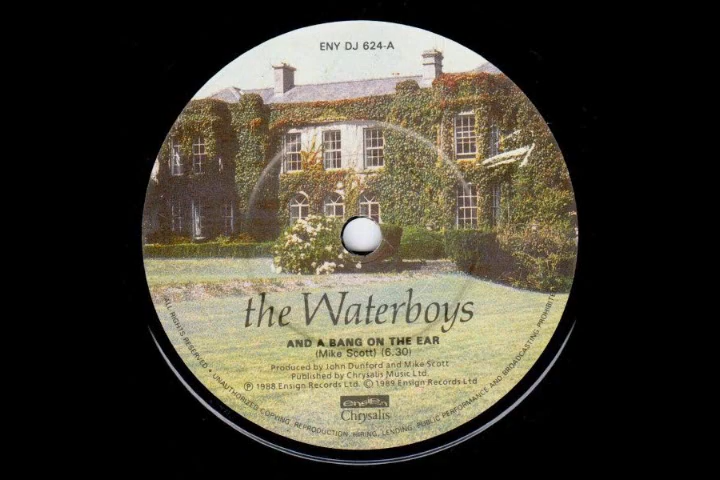 ENY DJ 624-A
the Waterboys
AND A BANG ON THE EAR
(Mike Scott) (6.30)
Produced by John Dunford and Mike Scott
Published by Chrysalis Music Ltd.
Ⓟ 1988 Ensign Records Ltd. © 1989 Ensign Records Ltd
ensign
Chrysalis
ALL RIGHTS RESERVED • UNAUTHORIZED COPYING, REPRODUCTION, HIRING, LENDING, PUBLIC PERFORMANCE AND BROADCASTING PROHIBITED